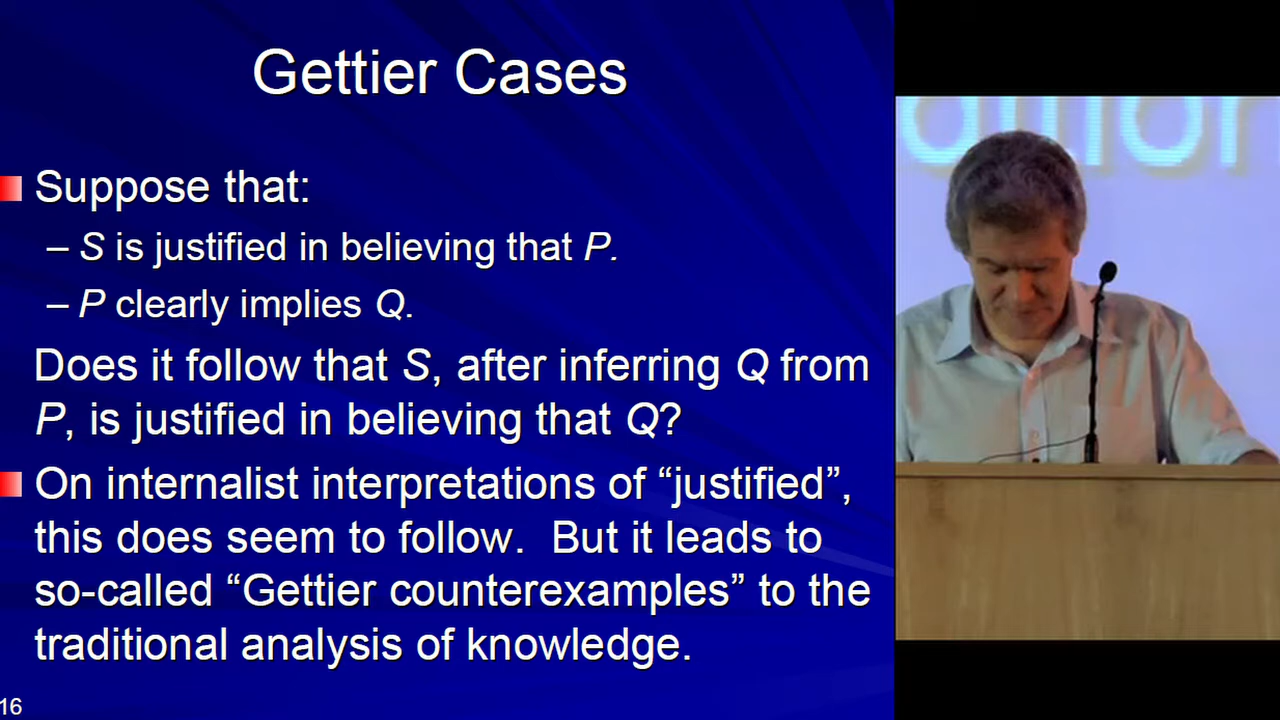 Gettier Cases
Suppose that:
– S is justified in believing that P.
– P clearly implies Q.
Does it follow that S, after inferring Q from
P, is justified in believing that Q?
On internalist interpretations of “justified”,
this does seem to follow.  But it leads to
so-called “Gettier counterexamples” to the
traditional analysis of knowledge.
16